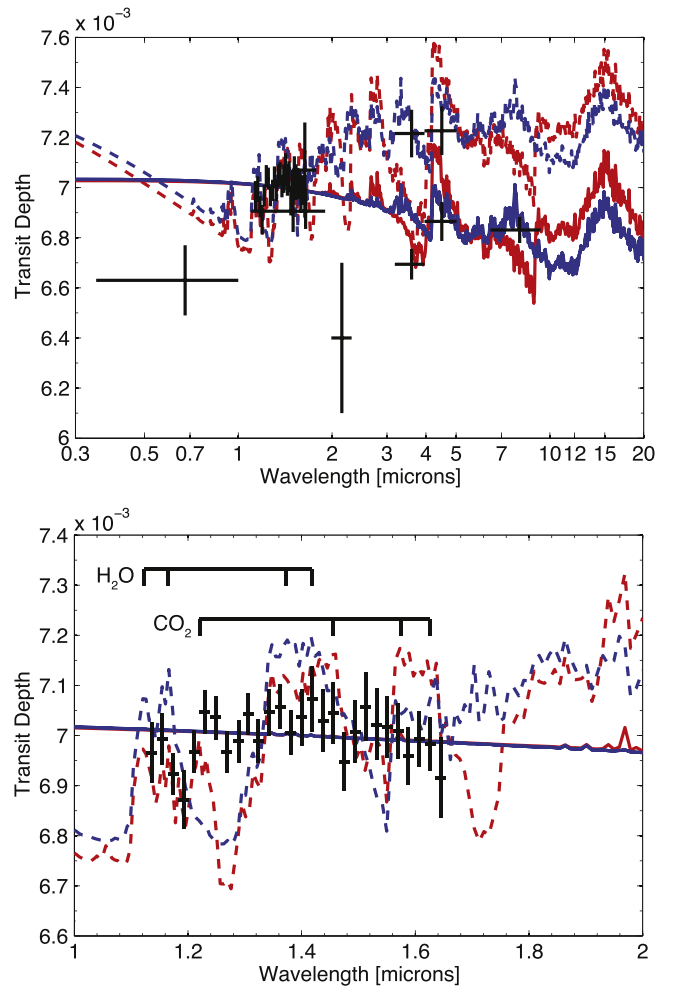 x 10⁻³
7.6
7.4
7.2
7
6.8
6.6
6.4
6.2
6
Transit Depth
0.3 0.5 0.7 1 2 3 4 5 7 10 12 15 20
Wavelength [microns]
x 10⁻³
7.4
7.3
7.2
7.1
7
6.9
6.8
6.7
6.6
Transit Depth
H₂O
CO₂
1 1.2 1.4 1.6 1.8 2
Wavelength [microns]